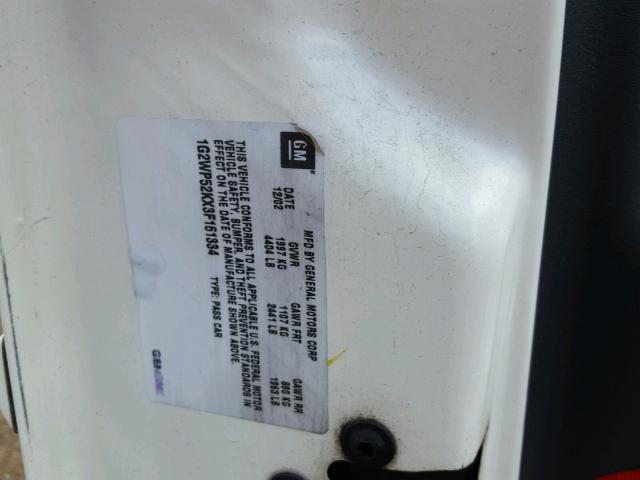 GM
MFD BY GENERAL MOTORS CORP
DATE GVWR GAWR FRT GAWR RR
12/02 1997 KG 1107 KG 890 KG
4404 LB 2441 LB 1963 LB
THIS VEHICLE CONFORMS TO ALL APPLICABLE U.S. FEDERAL MOTOR
VEHICLE SAFETY, BUMPER, AND THEFT PREVENTION STANDARDS IN
EFFECT ON THE DATE OF MANUFACTURE SHOWN ABOVE.
1G2WP52KX3F161334 TYPE: PASS CAR